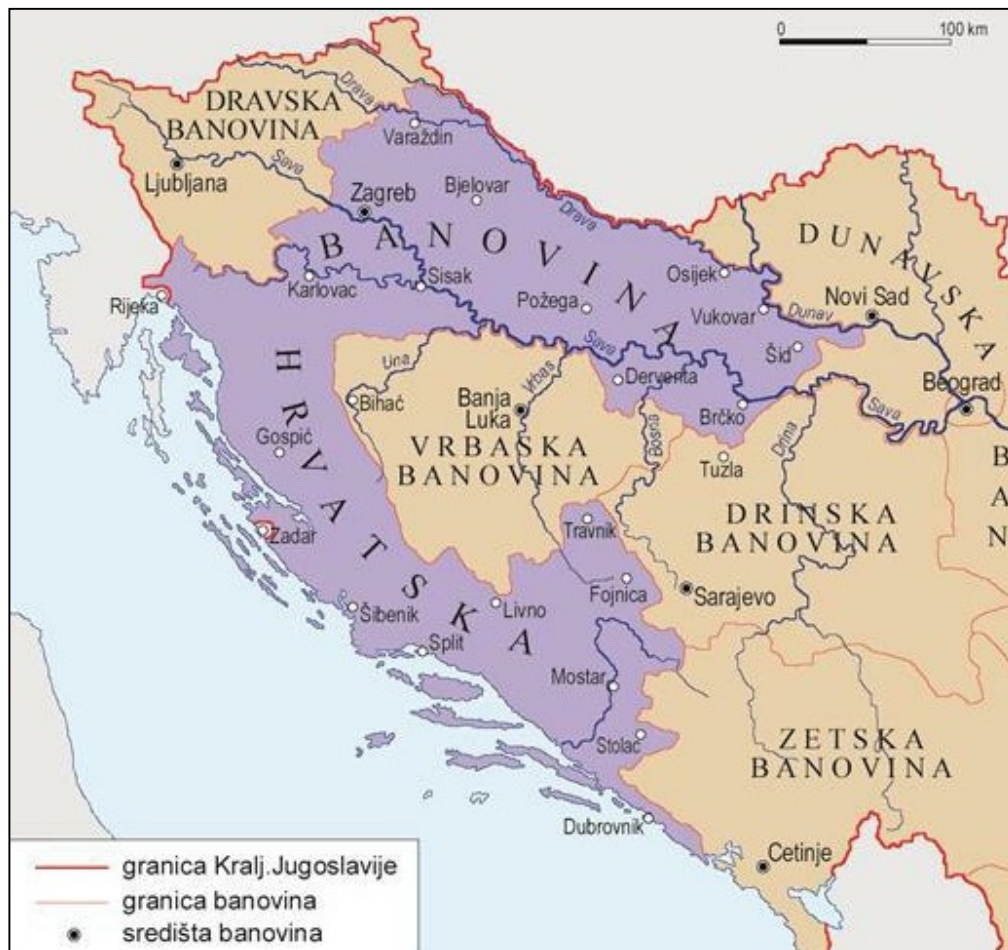 0 100 km
DRAVSKA
BANOVINA
Drava
Varaždin
Ljubljana
Sava
Zagreb
Bjelovar
Drava
BANOVINA
HRVATSKA
DUNAVSKA
Rijeka
Karlovac
Sisak
Požega
Osijek
Vukovar
Dunav
Novi Sad
Šid
Beograd
Sava
Sava
Una
Vrbas
Derventa
Brčko
Bihać
Banja
Luka
VRBASKA
BANOVINA
Bosna
Drina
Tuzla
Gospić
Zadar
Travnik
DRINSKA
BANOVINA
B
A
N
Fojnica
Sarajevo
Šibenik
Livno
Split
Mostar
Stolac
ZETSKA
BANOVINA
Dubrovnik
Cetinje
granica Kralj.Jugoslavije
granica banovina
središta banovina